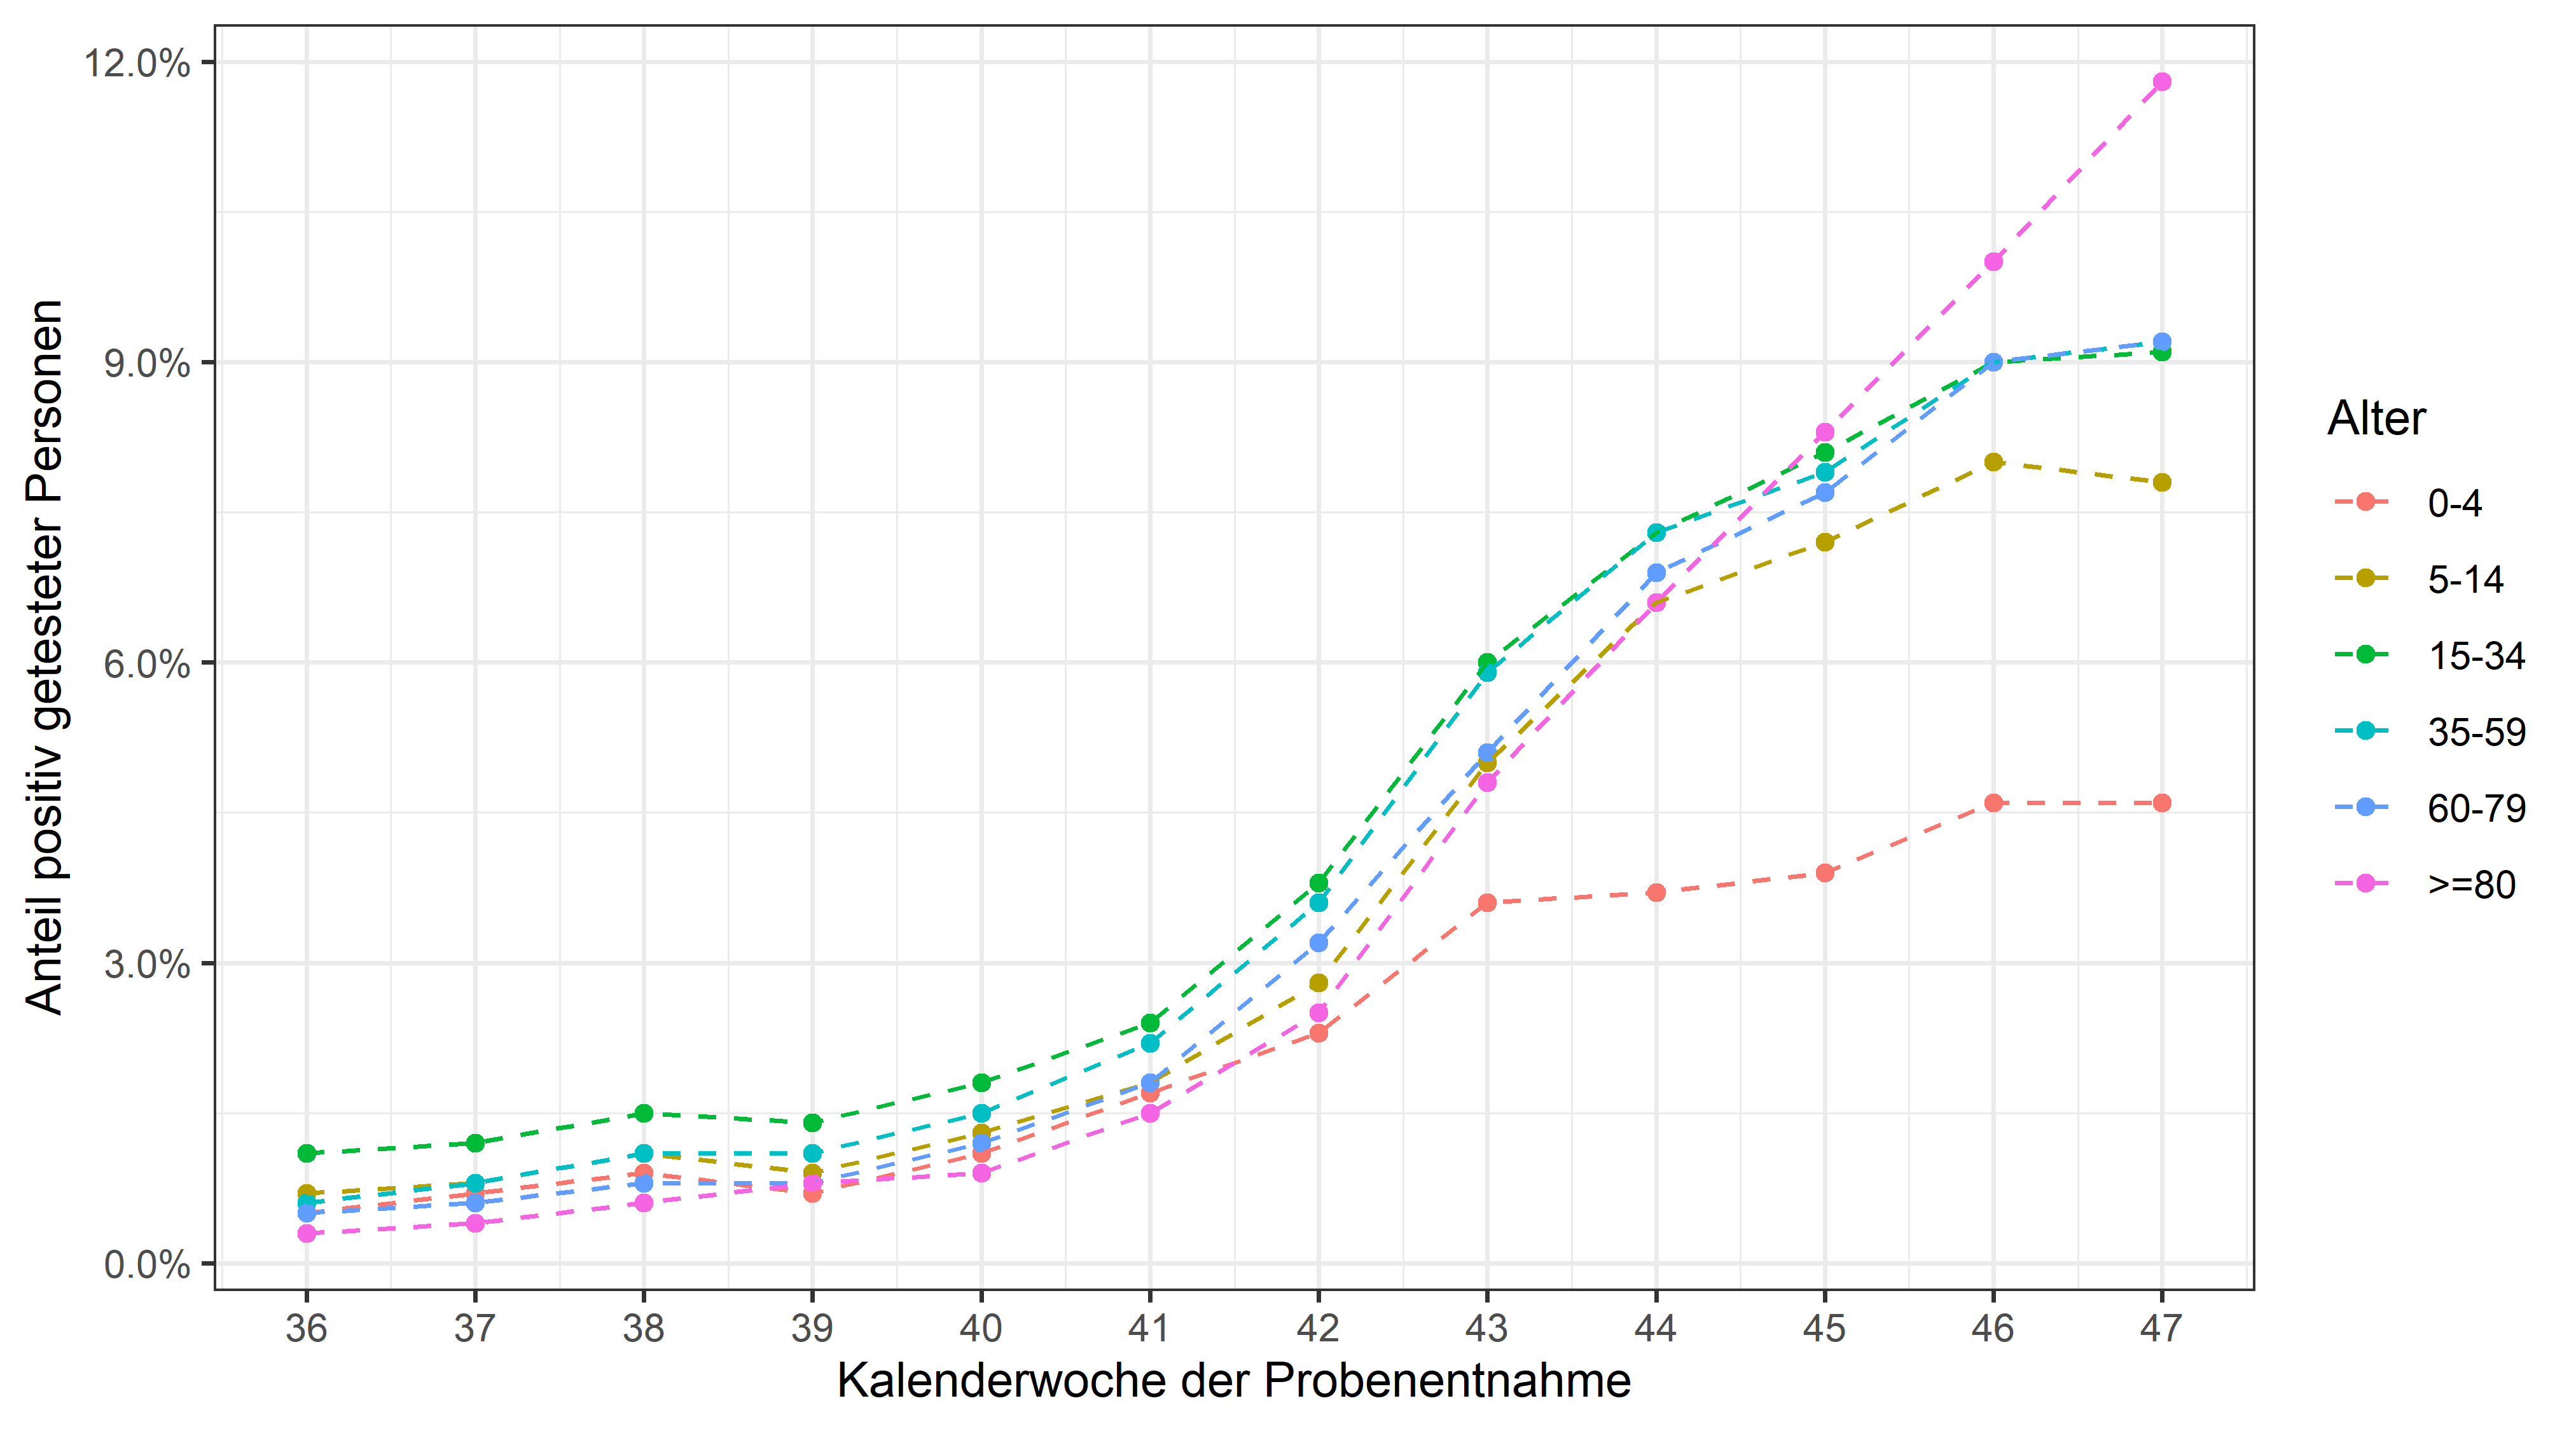 Anteil positiv getesteter Personen
12.0%
9.0%
6.0%
3.0%
0.0%
36 37 38 39 40 41 42 43 44 45 46 47
Kalenderwoche der Probenentnahme
Alter
0-4
5-14
15-34
35-59
60-79
>=80